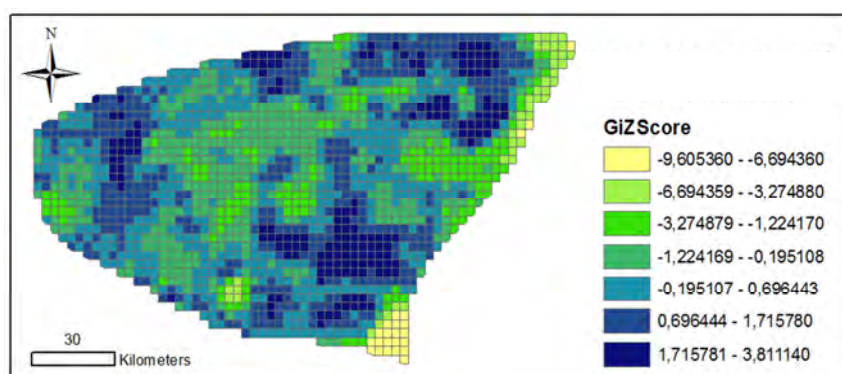 N
GiZScore
-9,605360 - -6,694360
-6,694359 - -3,274880
-3,274879 - -1,224170
-1,224169 - -0,195108
-0,195107 - 0,696443
0,696444 - 1,715780
1,715781 - 3,811140
30
Kilometers